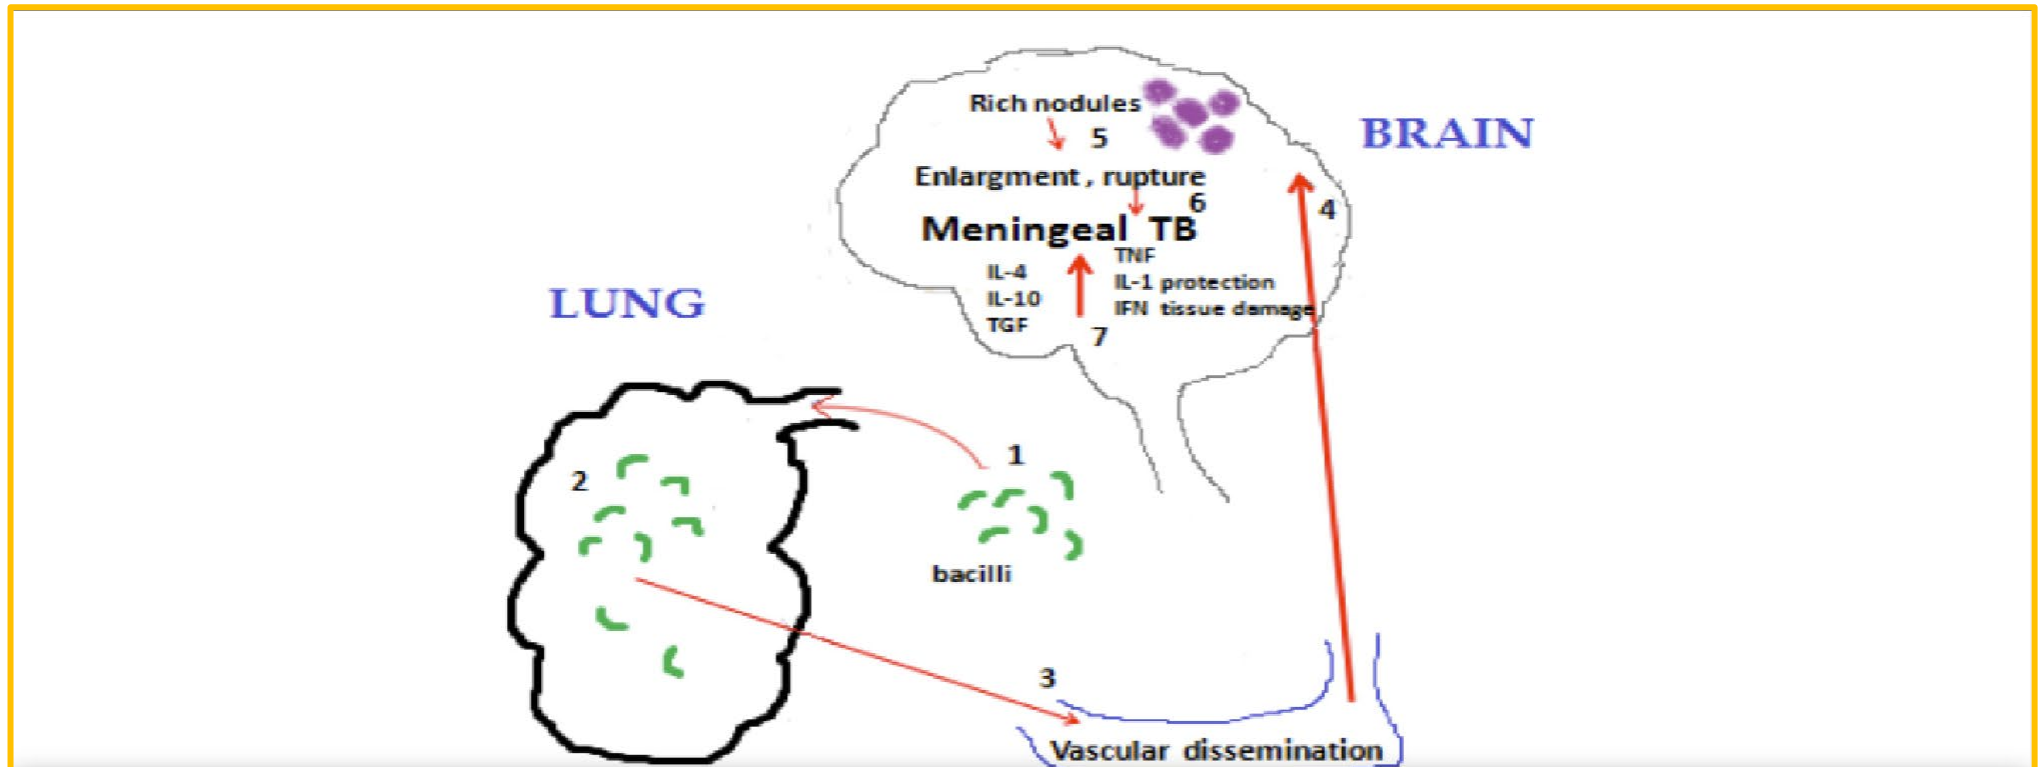 Rich nodules
5
BRAIN
Enlargment, rupture
6
4
Meningeal TB
TNF
IL-4
IL-1 protection
IL-10
IFN tissue damage
TGF
7
LUNG
1
2
bacilli
3
Vascular dissemination